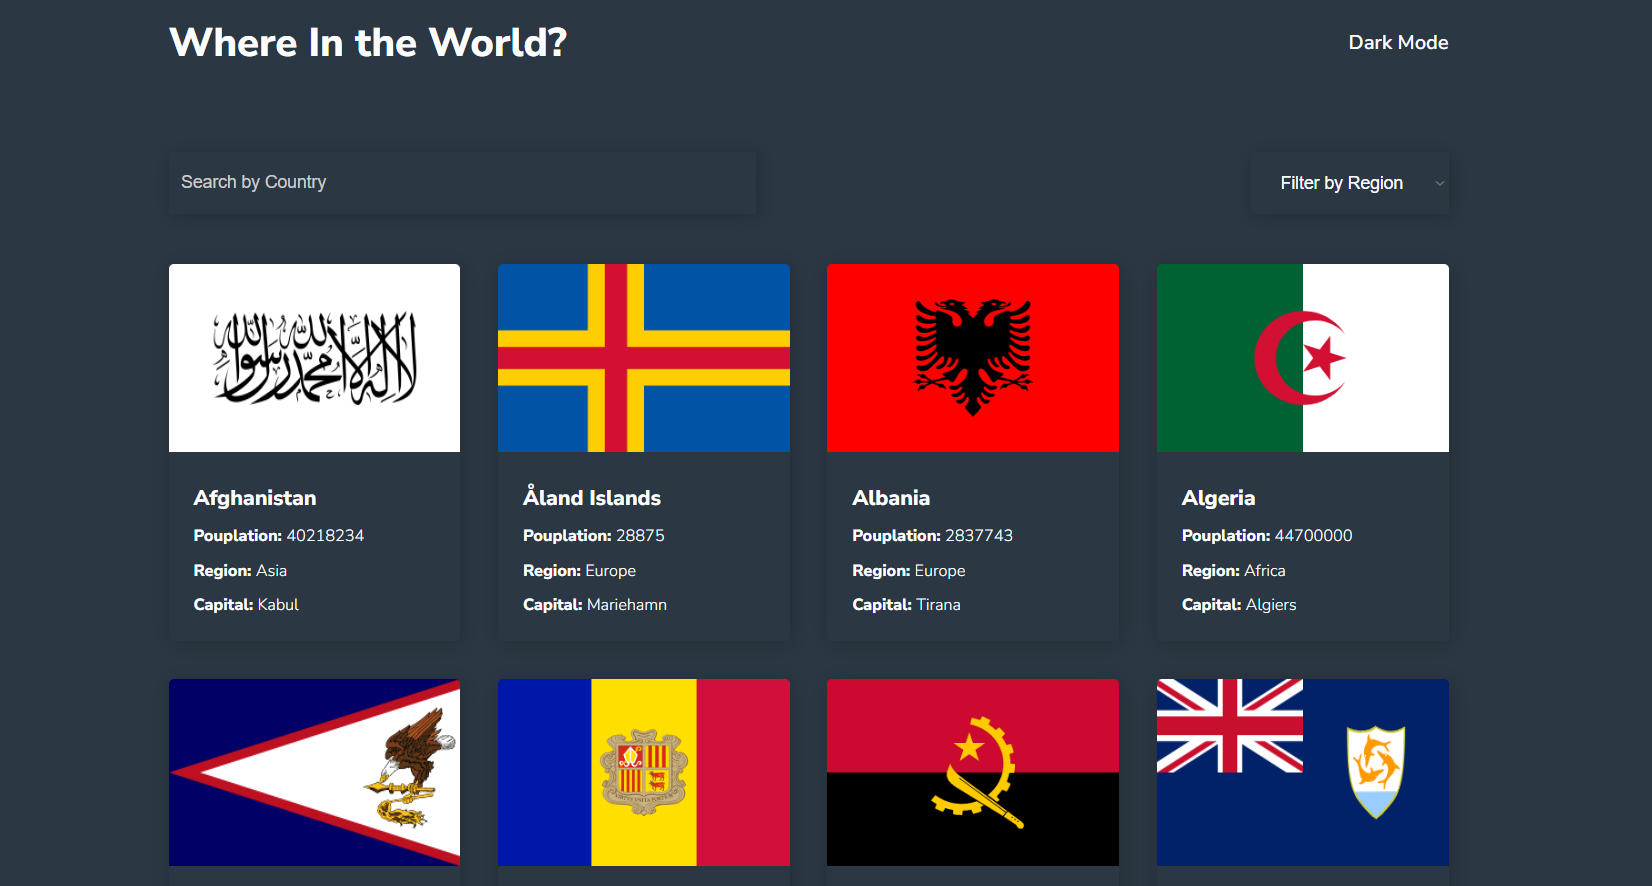 Where In the World?
Dark Mode
Search by Country
Filter by Region
لا إله إلا الله محمد رسول الله
Afghanistan
Pouplation: 40218234
Region: Asia
Capital: Kabul
Åland Islands
Pouplation: 28875
Region: Europe
Capital: Mariehamn
Albania
Pouplation: 2837743
Region: Europe
Capital: Tirana
Algeria
Pouplation: 44700000
Region: Africa
Capital: Algiers